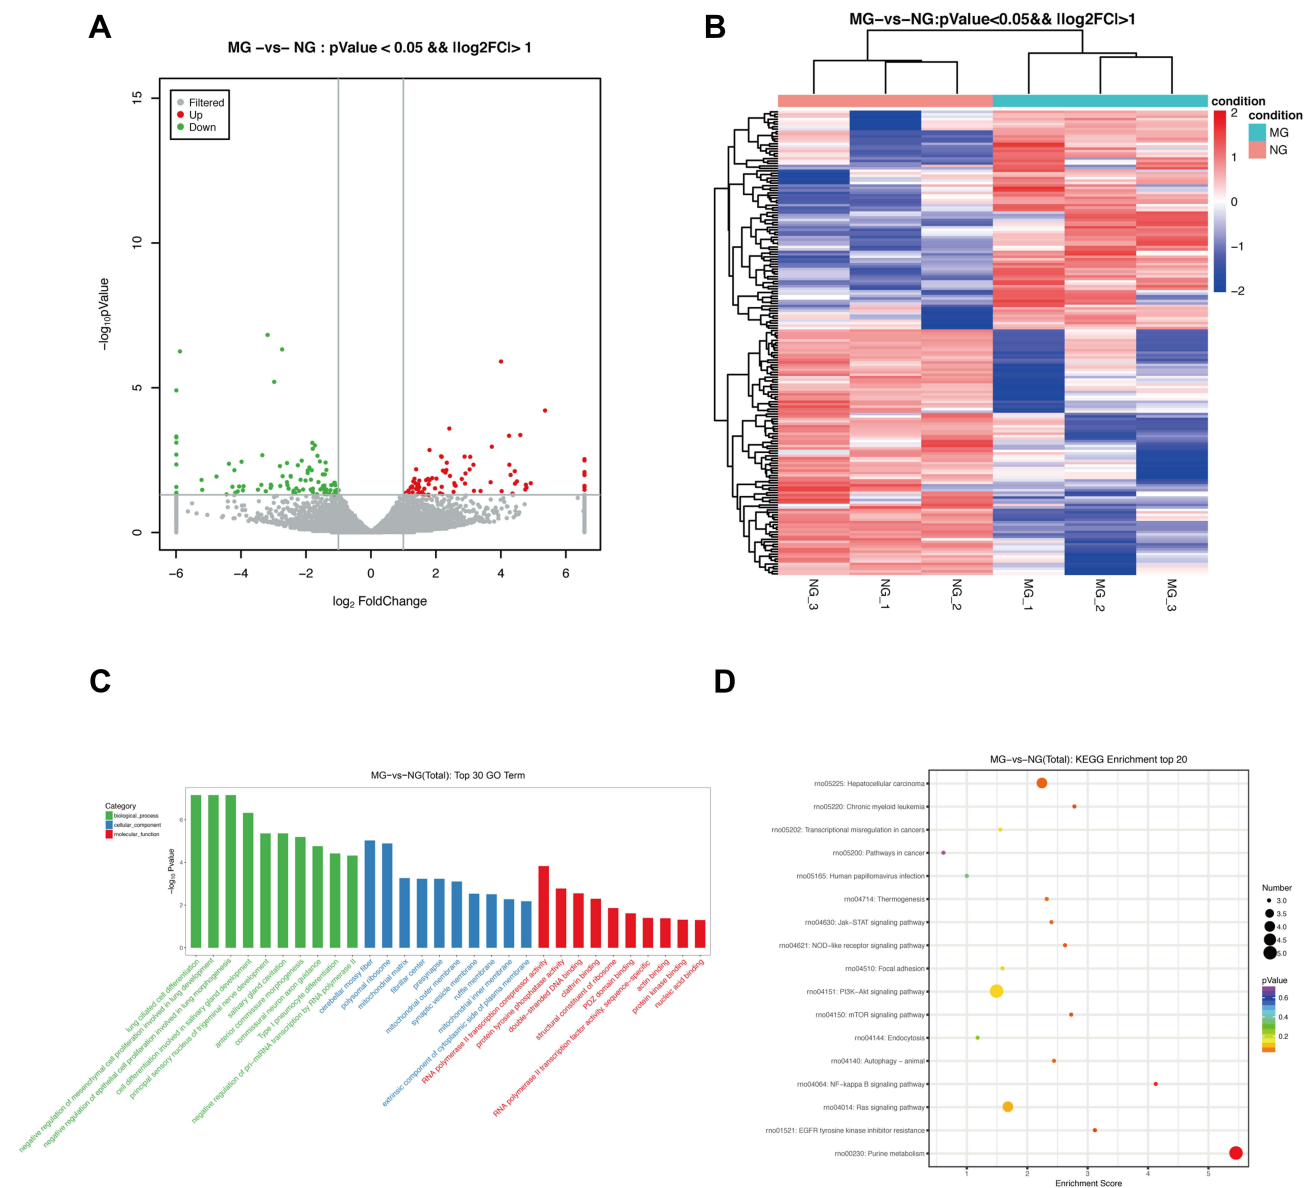 A
MG -vs- NG : pValue < 0.05 && |log2FC|> 1
Filtered
Up
Down
15
10
5
0
-log10pValue
-6
-4
-2
0
2
4
6
log2 FoldChange
B
MG-vs-NG:pValue<0.05&& |log2FC|>1
condition
2
1
0
-1
-2
condition
MG
NG
NG_3
NG_1
NG_2
MG_1
MG_2
MG_3
C
MG-vs-NG(Total): Top 30 GO Term
Category
biological_process
cellular_component
molecular_function
-log10 Pvalue
6
4
2
0
lung ciliated cell differentiation
negative regulation of mesenchymal cell proliferation involved in lung development
negative regulation of epithelial cell proliferation involved in lung morphogenesis
cell differentiation involved in salivary gland development
principal sensory nucleus of trigeminal nerve development
salivary gland cavitation
anterior commissure morphogenesis
commissural neuron axon guidance
Type I pneumocyte differentiation
negative regulation of pri-miRNA transcription by RNA polymerase II
cerebellar mossy fiber
polysomal ribosome
mitochondrial matrix
fibrillar center
presynapse
mitochondrial outer membrane
synaptic vesicle membrane
ruffle membrane
mitochondrial inner membrane
extrinsic component of cytoplasmic side of plasma membrane
RNA polymerase II transcription corepressor activity
protein tyrosine phosphatase activity
double-stranded DNA binding
clathrin binding
structural constituent of ribosome
PDZ domain binding
RNA polymerase II transcription factor activity, sequence-specific
actin binding
protein kinase binding
nucleic acid binding
D
MG-vs-NG(Total): KEGG Enrichment top 20
rno05225: Hepatocellular carcinoma
rno05220: Chronic myeloid leukemia
rno05202: Transcriptional misregulation in cancers
rno05200: Pathways in cancer
rno05165: Human papillomavirus infection
rno04714: Thermogenesis
rno04630: Jak-STAT signaling pathway
rno04621: NOD-like receptor signaling pathway
rno04510: Focal adhesion
rno04151: PI3K-Akt signaling pathway
rno04150: mTOR signaling pathway
rno04144: Endocytosis
rno04140: Autophagy - animal
rno04064: NF-kappa B signaling pathway
rno04014: Ras signaling pathway
rno01521: EGFR tyrosine kinase inhibitor resistance
rno00230: Purine metabolism
1
2
3
4
5
Enrichment Score
Number
3.0
3.5
4.0
4.5
5.0
pValue
0.6
0.4
0.2